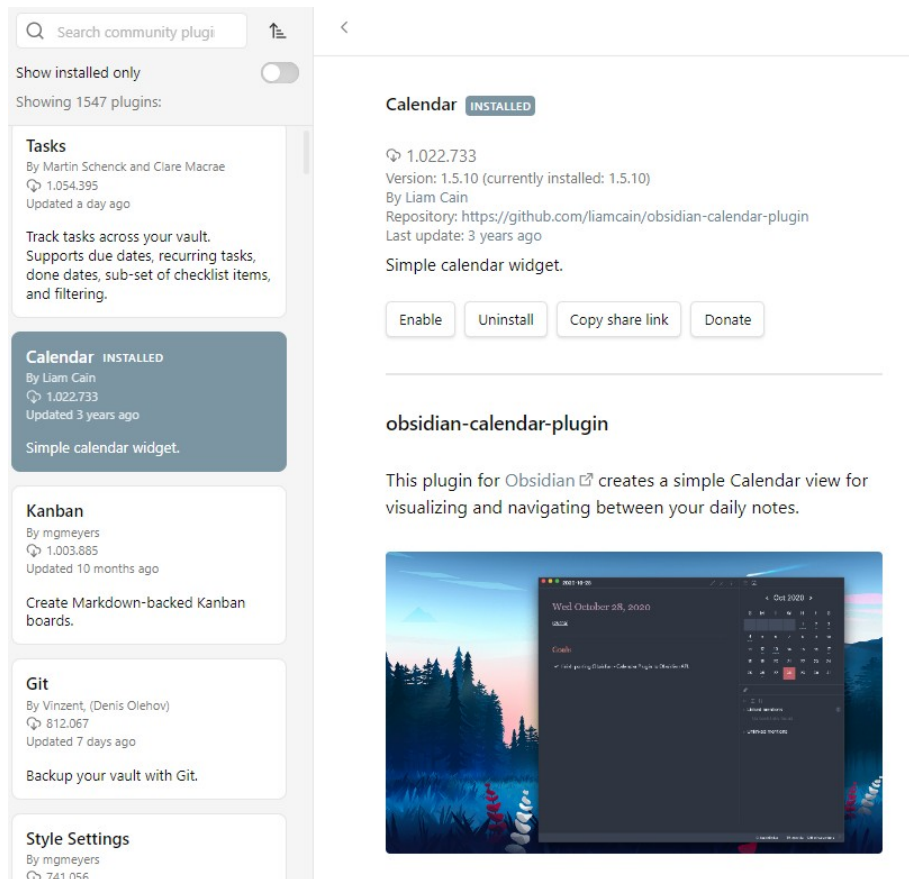 Search community plugi
Show installed only
Showing 1547 plugins:
Tasks
By Martin Schenck and Clare Macrae
1.054.395
Updated a day ago
Track tasks across your vault.
Supports due dates, recurring tasks,
done dates, sub-set of checklist items,
and filtering.
Calendar INSTALLED
By Liam Cain
1.022.733
Updated 3 years ago
Simple calendar widget.
Kanban
By mgmeyers
1.003.885
Updated 10 months ago
Create Markdown-backed Kanban
boards.
Git
By Vinzent, (Denis Olehov)
812.067
Updated 7 days ago
Backup your vault with Git.
Style Settings
By mgmeyers
741.056
Calendar INSTALLED
1.022.733
Version: 1.5.10 (currently installed: 1.5.10)
By Liam Cain
Repository: https://github.com/liamcain/obsidian-calendar-plugin
Last update: 3 years ago
Simple calendar widget.
Enable Uninstall Copy share link Donate
obsidian-calendar-plugin
This plugin for Obsidian creates a simple Calendar view for
visualizing and navigating between your daily notes.
2020-10-28
Wed October 28, 2020
Goals
Oct 2020
Linked mentions
Unlinked mentions